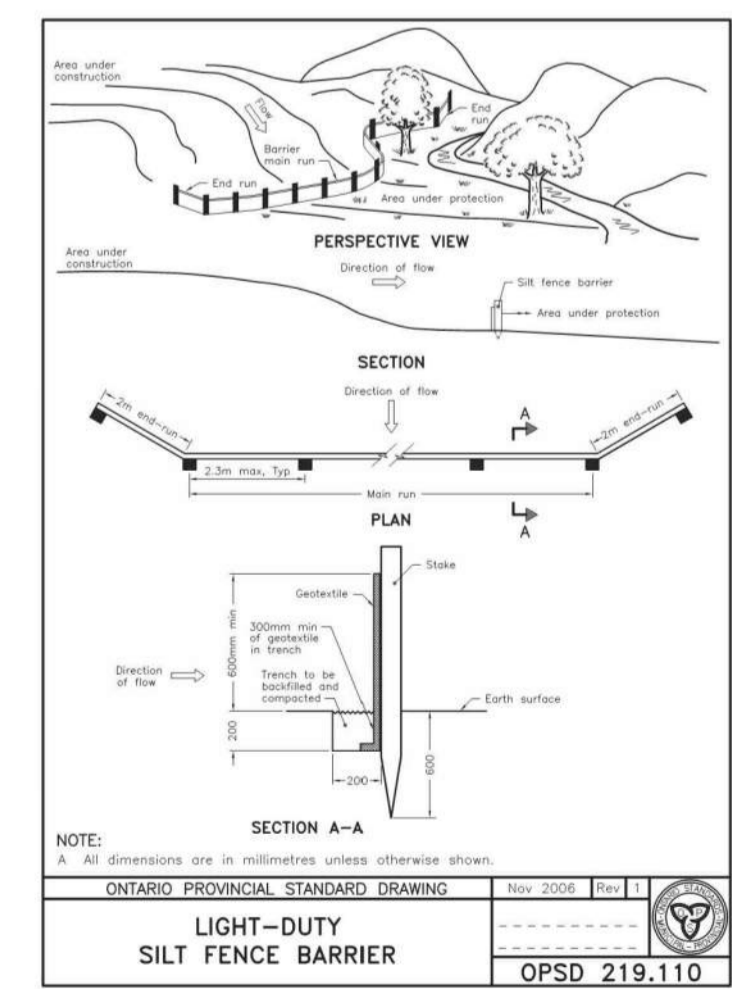 Area under
construction
Flow
End
run
Barrier
main run
End run
Area under protection
PERSPECTIVE VIEW
Area under
construction
Direction of flow
Silt fence barrier
Area under protection
SECTION
Direction of flow
2m end-run
A
2m end-run
2.3m max, Typ
Main run
PLAN
A
Stake
Geotextile
600mm min
300mm min
of geotextile
in trench
Direction
of flow
Trench to be
backfilled and
compacted
Earth surface
200
600
200
SECTION A-A
NOTE:
A All dimensions are in millimetres unless otherwise shown.
ONTARIO PROVINCIAL STANDARD DRAWING
Nov 2006 Rev 1
LIGHT-DUTY
SILT FENCE BARRIER
ONTARIO STANDARDS
MUNICIPAL-PROVINCIAL
OPS
OPSD 219.110